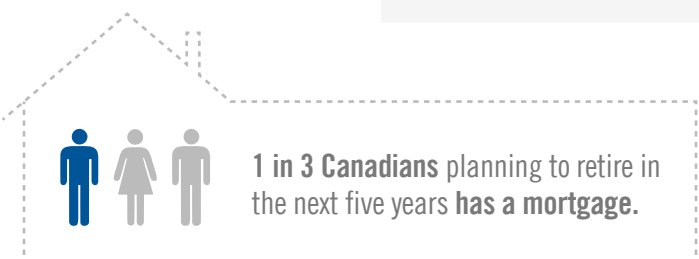 1 in 3 Canadians planning to retire in
the next five years has a mortgage.